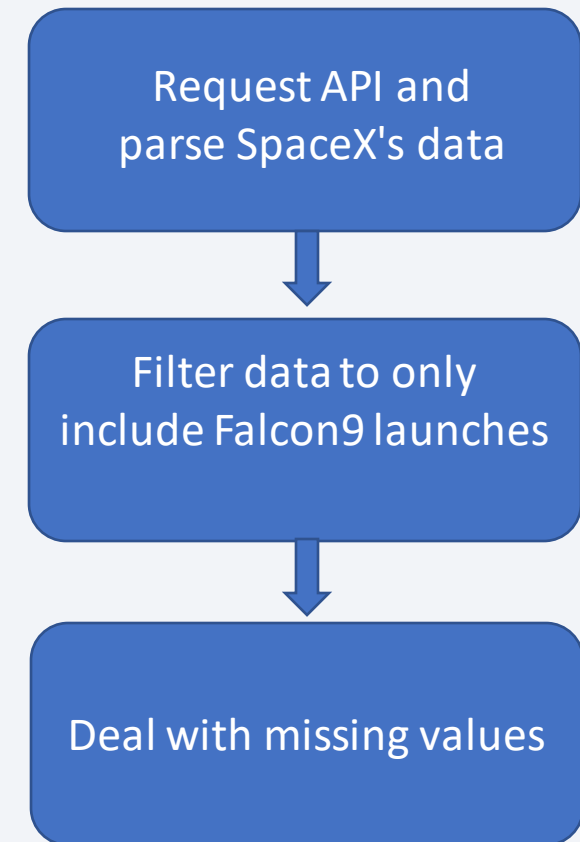 Request API and
parse SpaceX's data
Filter data to only
include Falcon9 launches
Deal with missing values